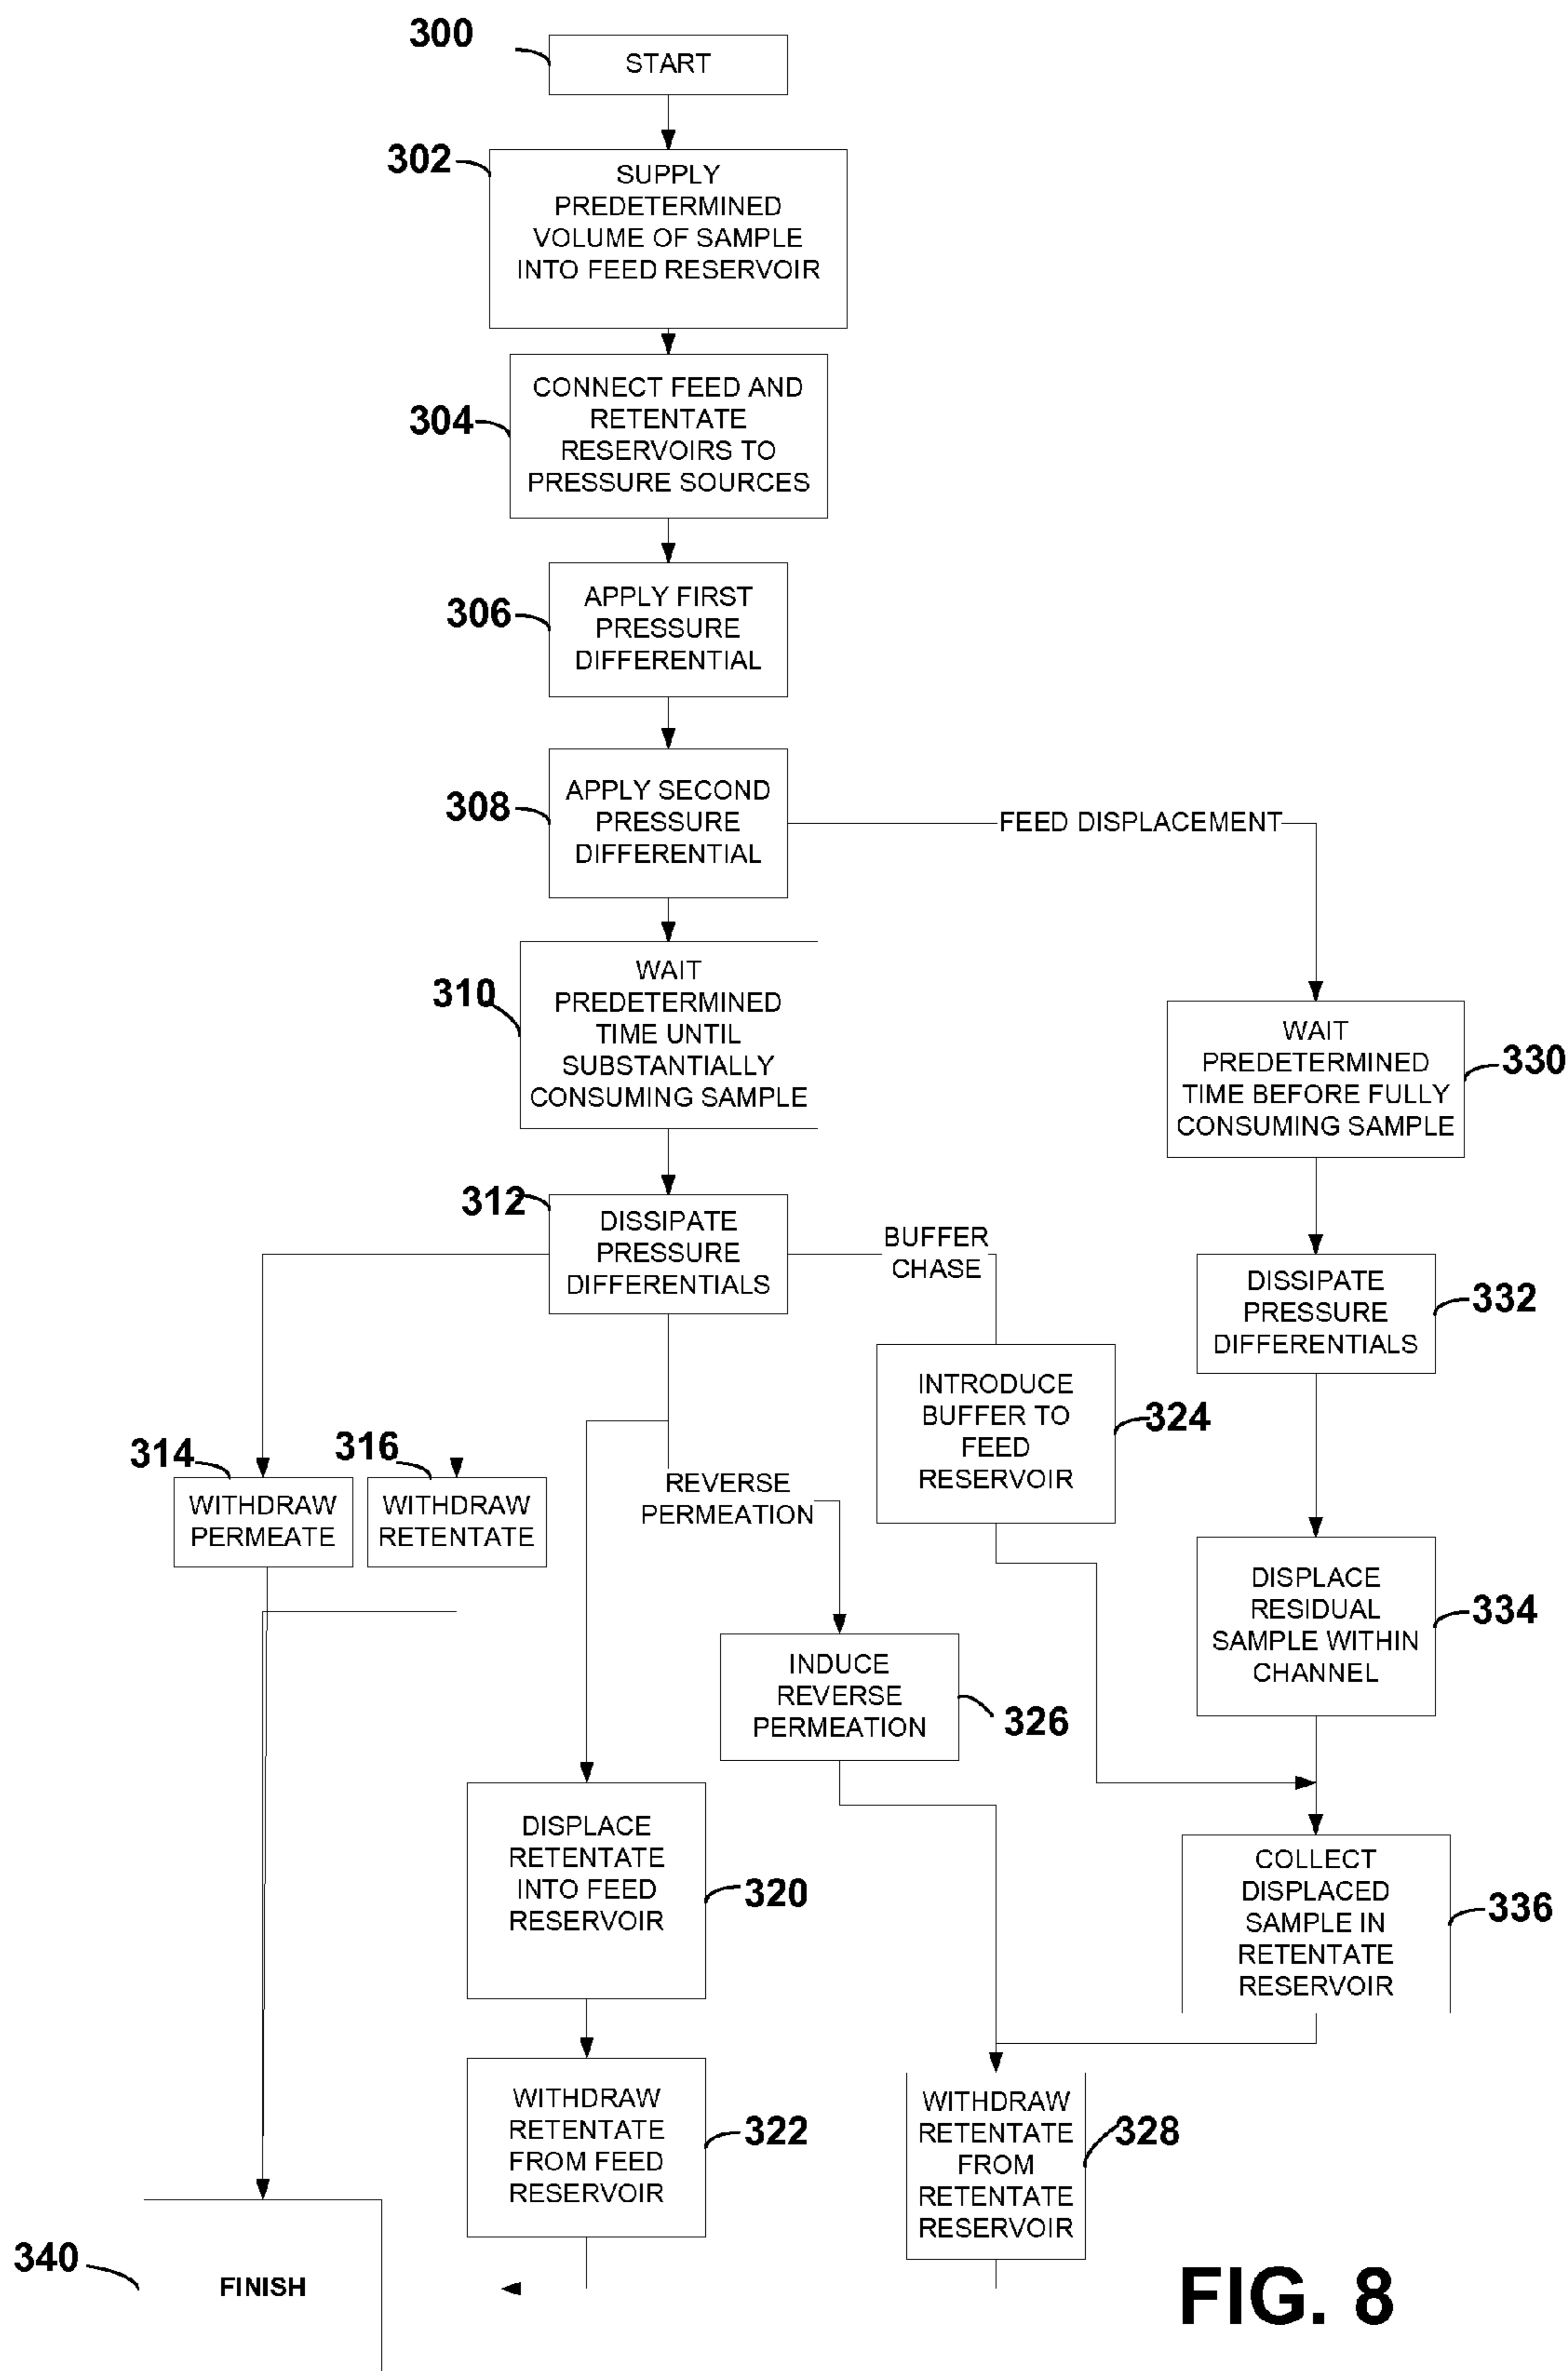 300
START
302
SUPPLY
PREDETERMINED
VOLUME OF SAMPLE
INTO FEED RESERVOIR
304
CONNECT FEED AND
RETENTATE
RESERVOIRS TO
PRESSURE SOURCES
306
APPLY FIRST
PRESSURE
DIFFERENTIAL
308
APPLY SECOND
PRESSURE
DIFFERENTIAL
FEED DISPLACEMENT
310
WAIT
PREDETERMINED
TIME UNTIL
SUBSTANTIALLY
CONSUMING SAMPLE
WAIT
PREDETERMINED
TIME BEFORE FULLY
CONSUMING SAMPLE
330
312
DISSIPATE
PRESSURE
DIFFERENTIALS
BUFFER
CHASE
DISSIPATE
PRESSURE
DIFFERENTIALS
332
INTRODUCE
BUFFER TO
FEED
RESERVOIR
324
314
WITHDRAW
PERMEATE
316
WITHDRAW
RETENTATE
REVERSE
PERMEATION
DISPLACE
RESIDUAL
SAMPLE WITHIN
CHANNEL
334
INDUCE
REVERSE
PERMEATION
326
DISPLACE
RETENTATE
INTO FEED
RESERVOIR
320
COLLECT
DISPLACED
SAMPLE IN
RETENTATE
RESERVOIR
336
WITHDRAW
RETENTATE
FROM FEED
RESERVOIR
322
WITHDRAW
RETENTATE
FROM
RETENTATE
RESERVOIR
328
340
FINISH
FIG. 8